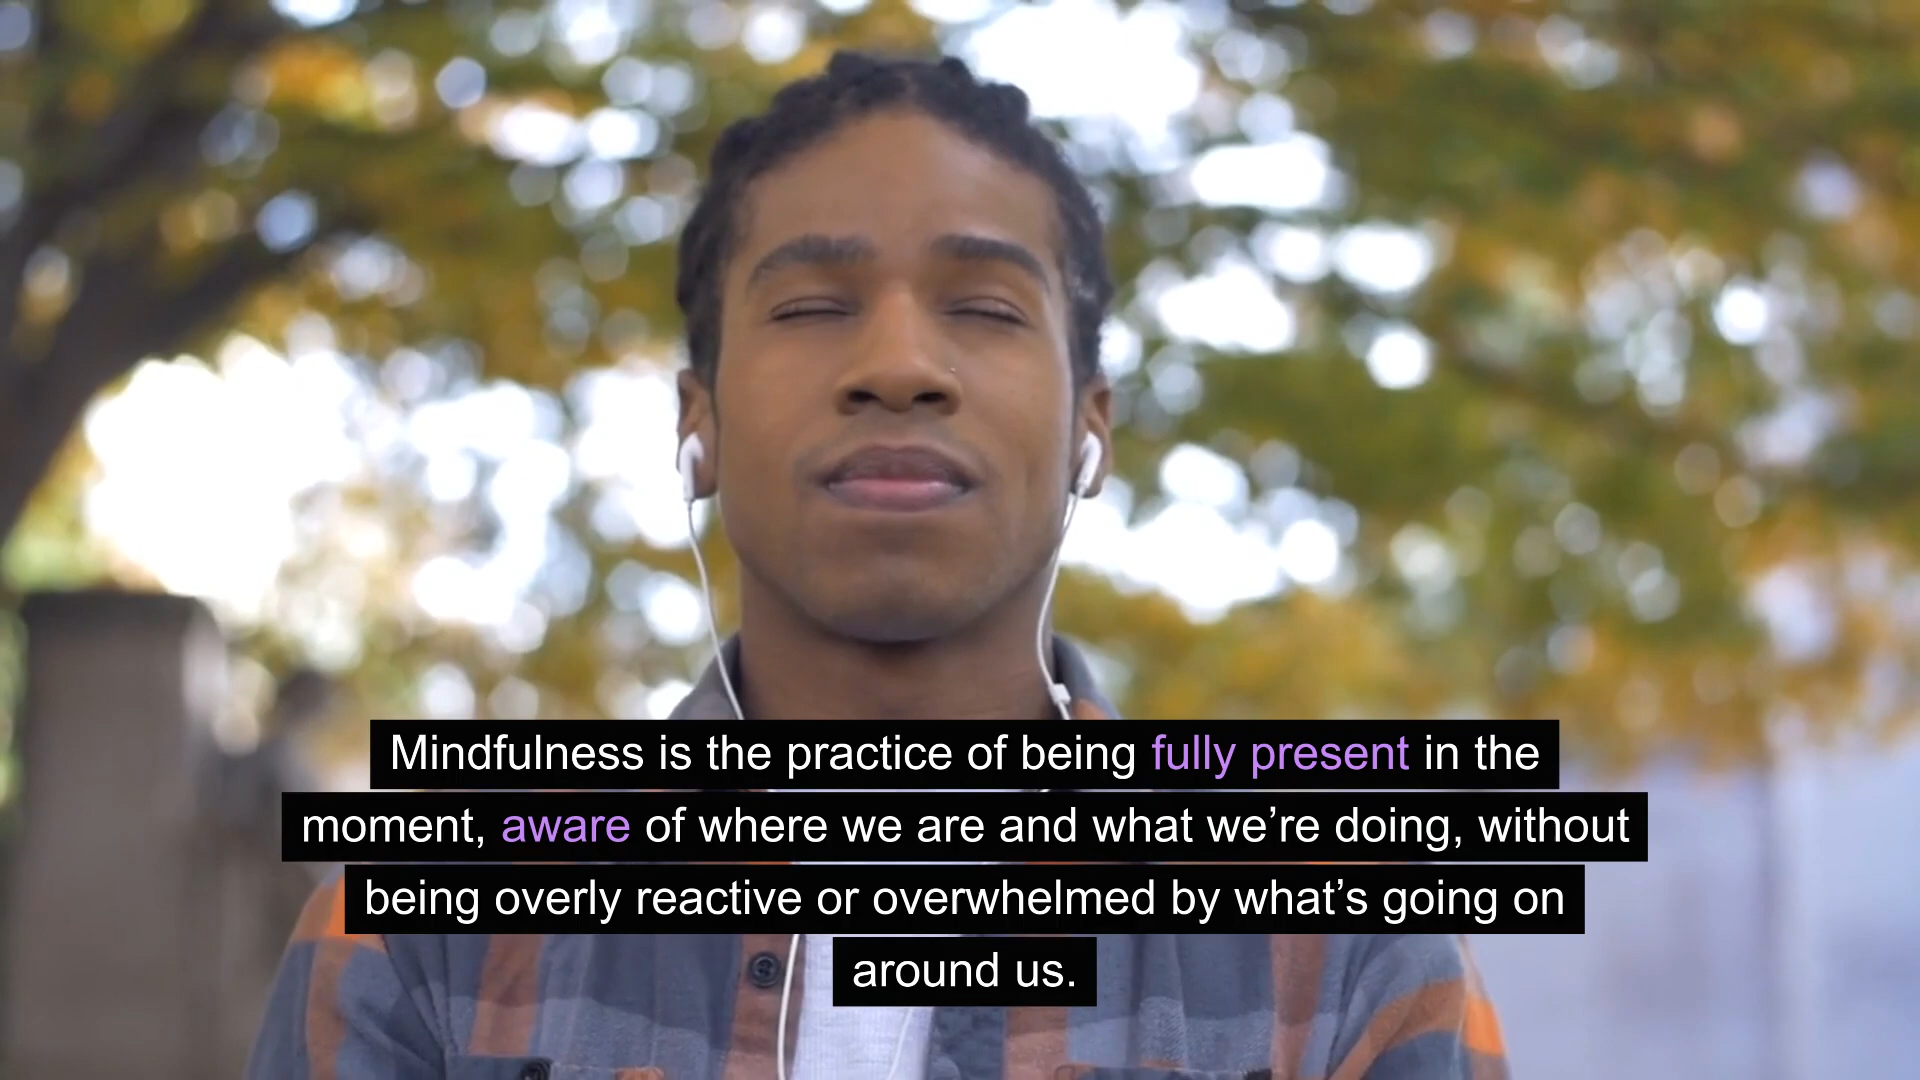 Mindfulness is the practice of being fully present in the
moment, aware of where we are and what we’re doing, without
being overly reactive or overwhelmed by what’s going on
around us.